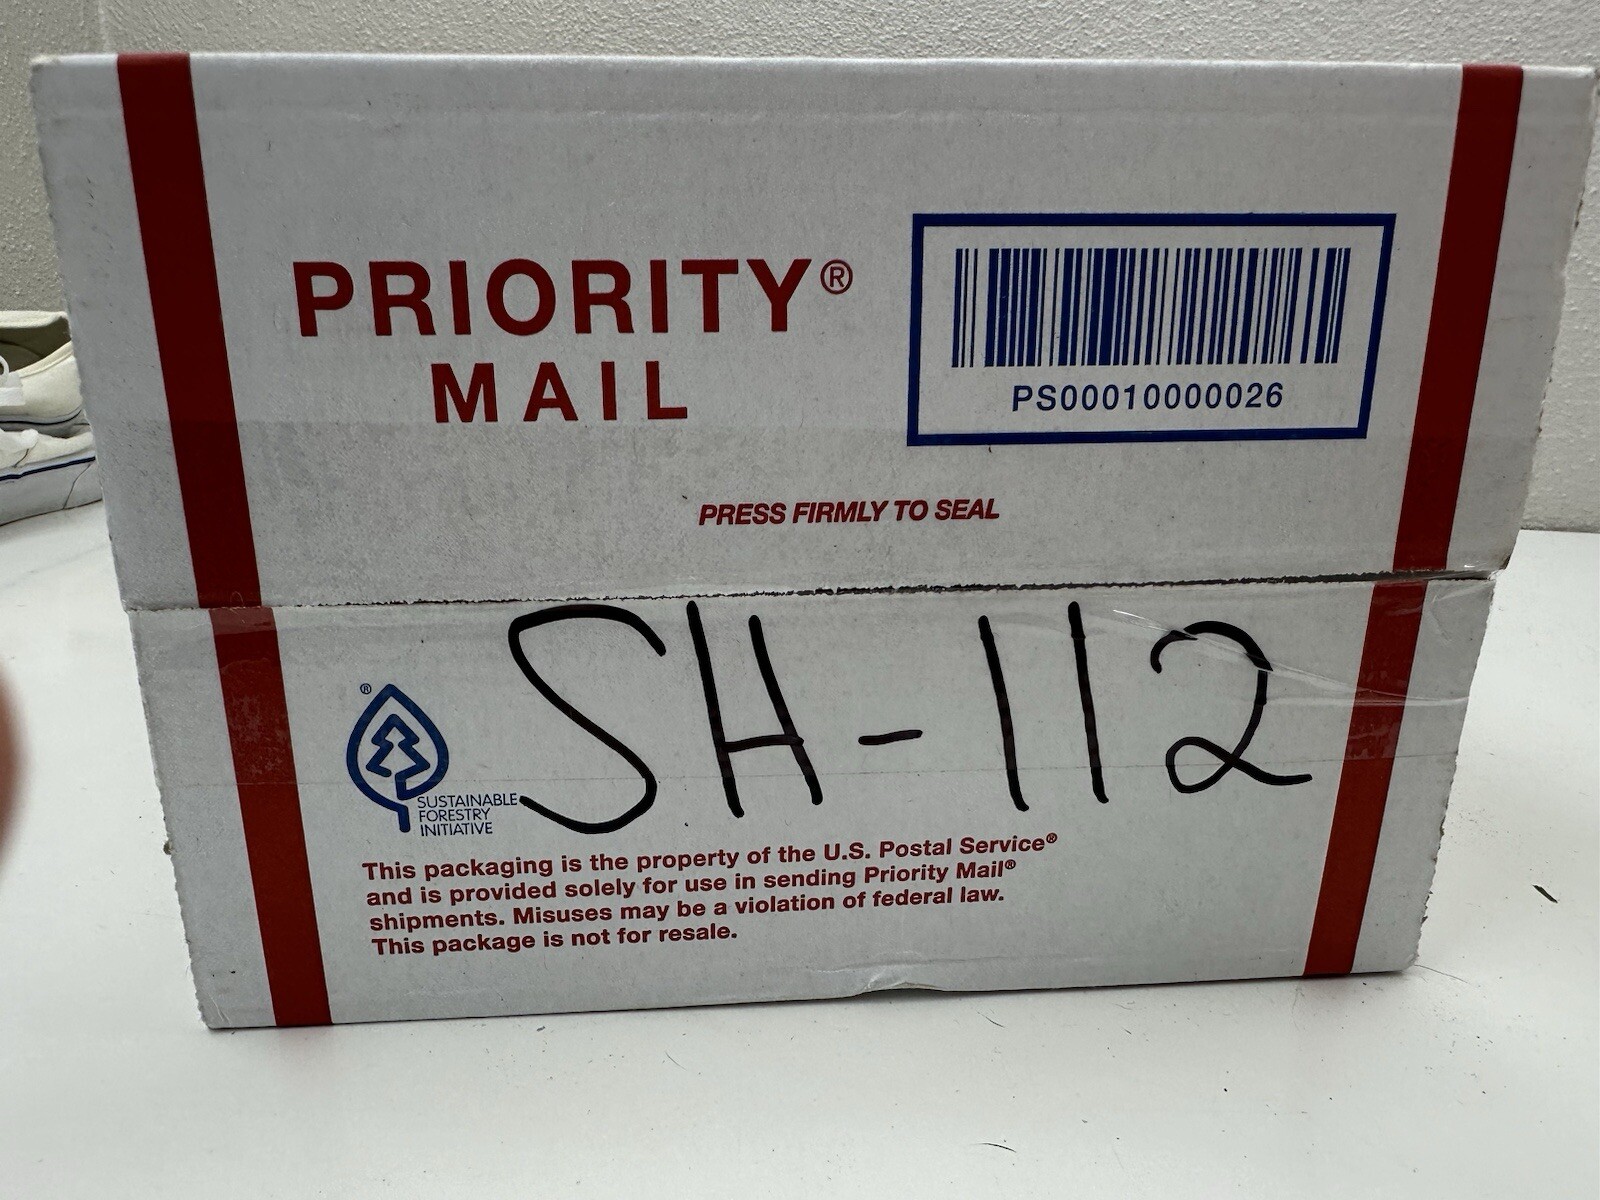 PRIORITY®
MAIL
PS00010000026
PRESS FIRMLY TO SEAL
SH-112
®
SUSTAINABLE
FORESTRY
INITIATIVE
This packaging is the property of the U.S. Postal Service®
and is provided solely for use in sending Priority Mail®
shipments. Misuses may be a violation of federal law.
This package is not for resale.